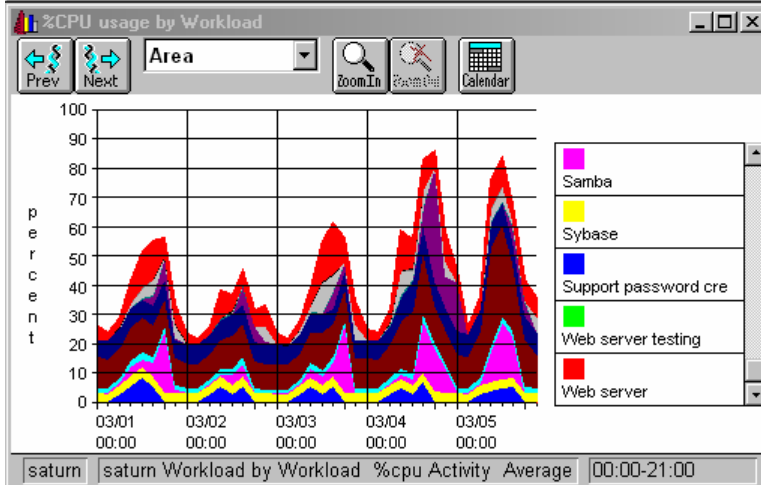 %CPU usage by Workload
Prev
Next
Area
ZoomIn
Zoom Out
Calendar
100
90
80
70
60
50
40
30
20
10
0
percent
03/01
00:00
03/02
00:00
03/03
00:00
03/04
00:00
03/05
00:00
Samba
Sybase
Support password cre
Web server testing
Web server
saturn
saturn Workload by Workload %cpu Activity Average
00:00-21:00